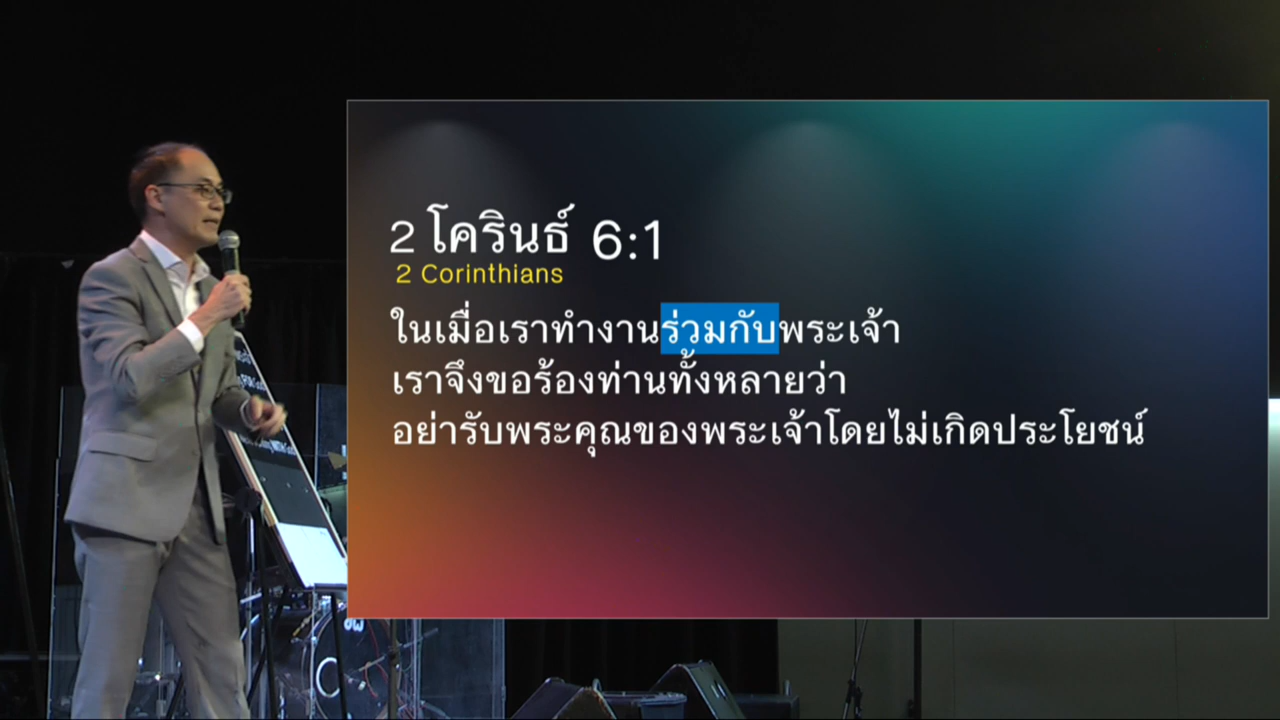 2 โครินธ์ 6:1
2 Corinthians
ในเมื่อเราทำงานร่วมกับพระเจ้า
เราจึงขอร้องท่านทั้งหลายว่า
อย่ารับพระคุณของพระเจ้าโดยไม่เกิดประโยชน์